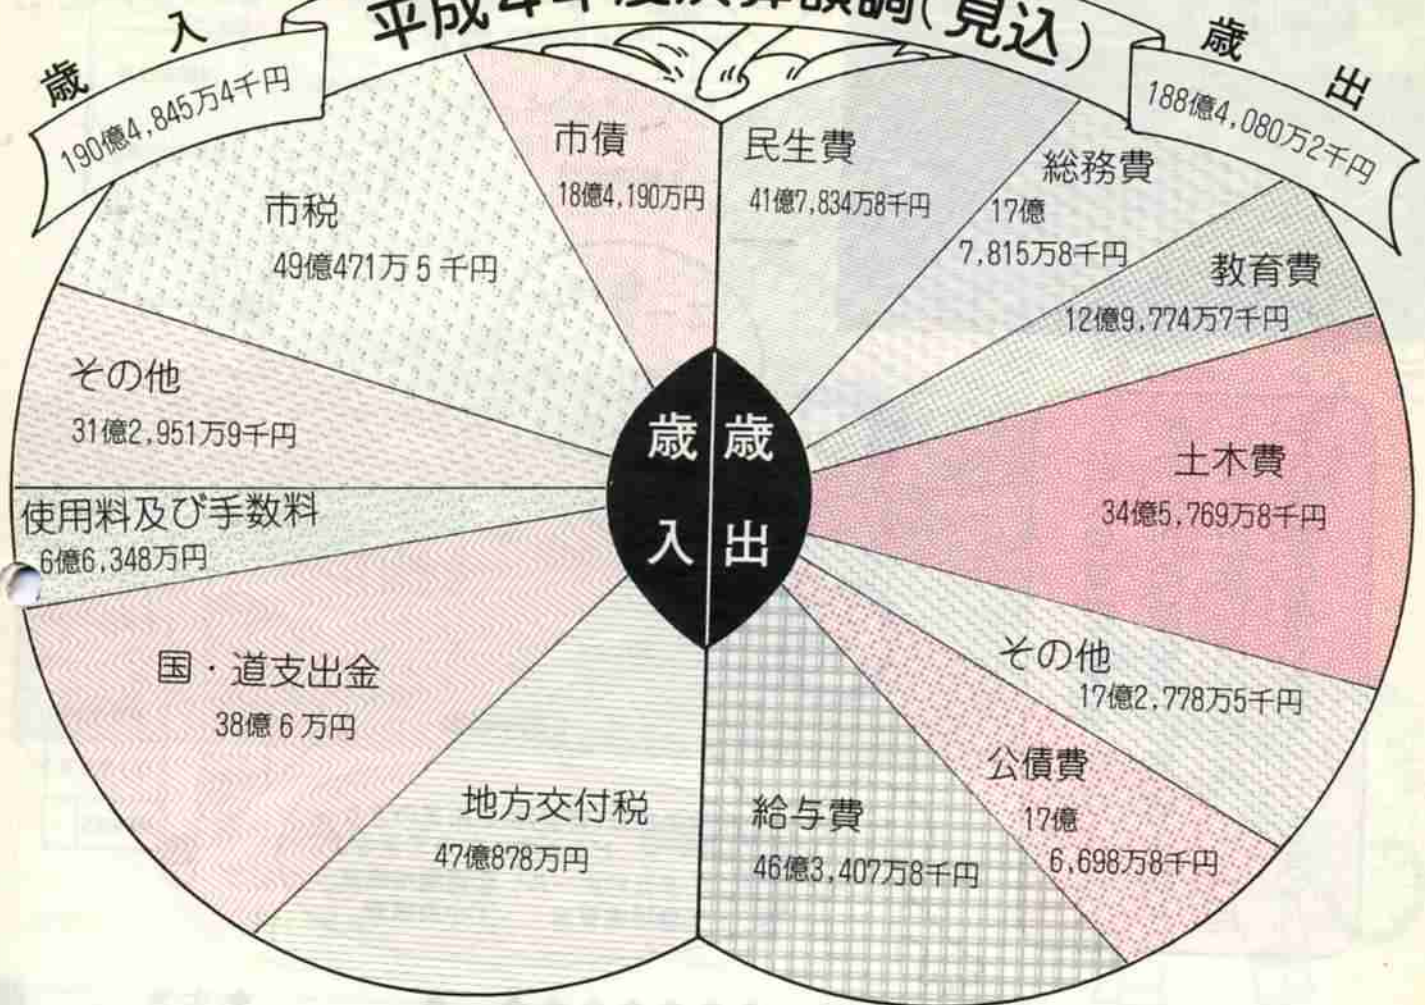 平成4年度決算額調(見込)
歳入
190億4,845万4千円
歳出
188億4,080万2千円
市債
18億4,190万円
市税
49億471万5千円
その他
31億2,951万9千円
使用料及び手数料
6億6,348万円
国・道支出金
38億6万円
地方交付税
47億878万円
歳入
歳出
民生費
41億7,834万8千円
総務費
17億
7,815万8千円
教育費
12億9,774万7千円
土木費
34億5,769万8千円
その他
17億2,778万5千円
公債費
17億
6,698万8千円
給与費
46億3,407万8千円